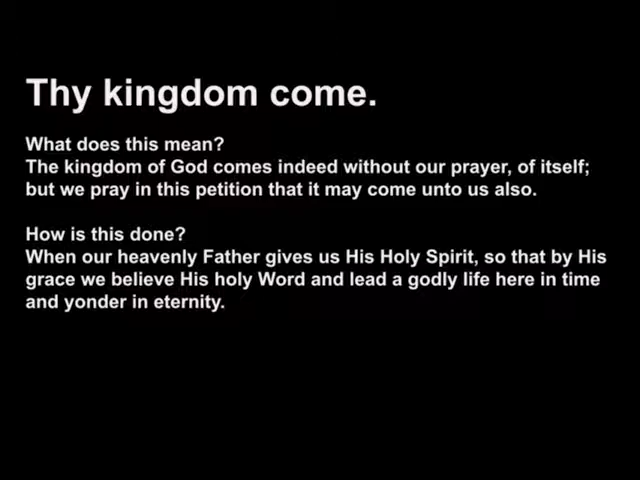 Thy kingdom come.
What does this mean?
The kingdom of God comes indeed without our prayer, of itself;
but we pray in this petition that it may come unto us also.
How is this done?
When our heavenly Father gives us His Holy Spirit, so that by His
grace we believe His holy Word and lead a godly life here in time
and yonder in eternity.